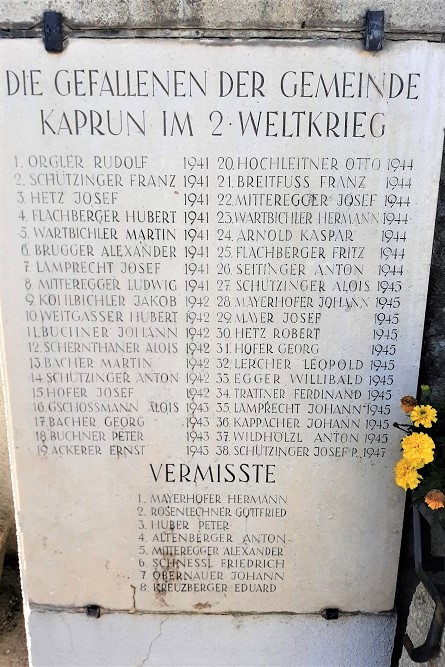 DIE GEFALLENEN DER GEMEINDE
KAPRUN IM 2·WELTKRIEG
1. ORGLER RUDOLF 1941
2. SCHÜTZINGER FRANZ 1941
3. HETZ JOSEF 1941
4. FLACHBERGER HUBERT 1941
5. WARTBICHLER MARTIN 1941
6. BRUGGER ALEXANDER 1941
7. LAMPRECHT JOSEF 1941
8. MITTEREGGER LUDWIG 1941
9. KOHLBICHLER JAKOB 1942
10. WEITGASSER HUBERT 1942
11. BUCHNER JOHANN 1942
12. SCHERNTHANER ALOIS 1942
13. BACHER MARTIN 1942
14. SCHÜTZINGER ANTON 1942
15. HOFER JOSEF 1942
16. GSCHOSSMANN ALOIS 1943
17. BACHER GEORG 1943
18. BUCHNER PETER 1943
19. ACKERER ERNST 1943
20. HOCHLEITNER OTTO 1944
21. BREITFUSS FRANZ 1944
22. MITTEREGGER JOSEF 1944
23. WARTBICHLER HERMANN 1944
24. ARNOLD KASPAR 1944
25. FLACHBERGER FRITZ 1944
26. SEITINGER ANTON 1944
27. SCHÜTZINGER ALOIS 1945
28. MAYERHOFER JOHANN 1945
29. MAYER JOSEF 1945
30. HETZ ROBERT 1945
31. HOFER GEORG 1945
32. LERCHER LEOPOLD 1945
33. EGGER WILLIBALD 1945
34. TRATTNER FERDINAND 1945
35. LAMPRECHT JOHANN 1945
36. KAPPACHER JOHANN 1945
37. WILDHÖLZL ANTON 1945
38. SCHÜTZINGER JOSEF P. 1947
VERMISSTE
1. MAYERHOFER HERMANN
2. ROSENLECHNER GOTTFRIED
3. HUBER PETER
4. ALTENBERGER ANTON
5. MITTEREGGER ALEXANDER
6. SCHNESSL FRIEDRICH
7. OBERNAUER JOHANN
8. KREUZBERGER EDUARD